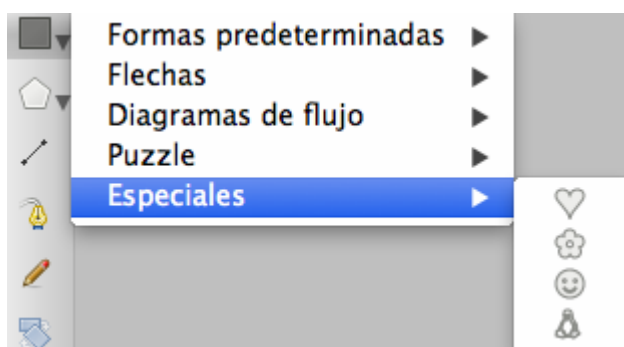 Formas predeterminadas
Flechas
Diagramas de flujo
Puzzle
Especiales